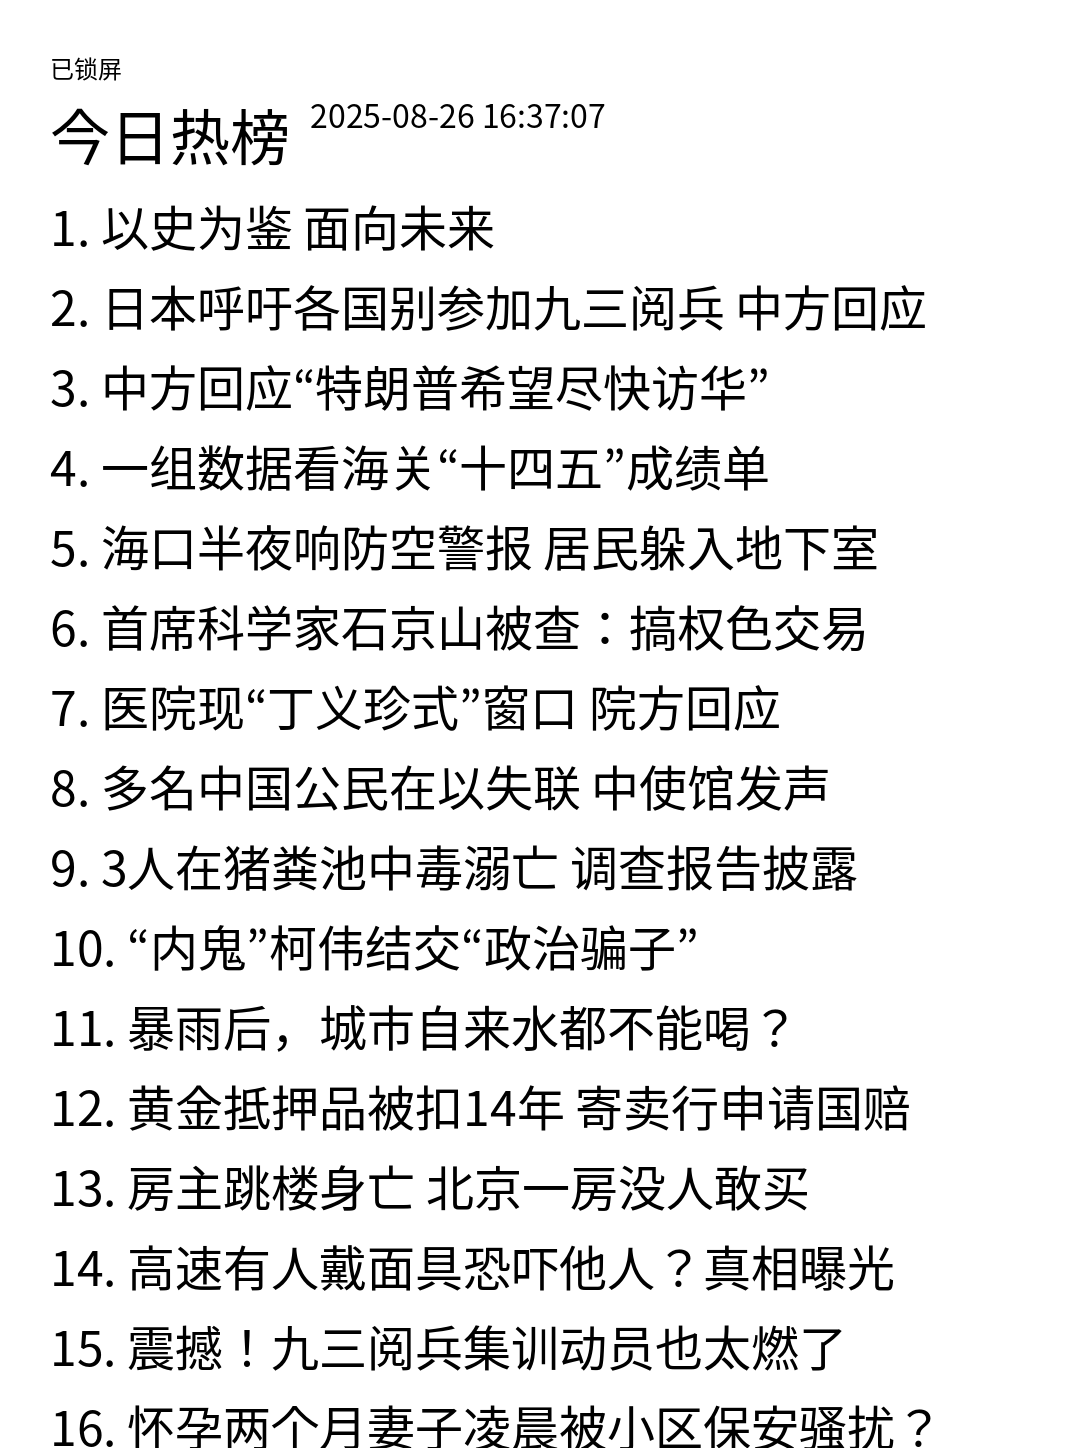 已锁屏
今日热榜 2025-08-26 16:37:07
1. 以史为鉴 面向未来
2. 日本呼吁各国别参加九三阅兵 中方回应
3. 中方回应“特朗普希望尽快访华”
4. 一组数据看海关“十四五”成绩单
5. 海口半夜响防空警报 居民躲入地下室
6. 首席科学家石京山被查：搞权色交易
7. 医院现“丁义珍式”窗口 院方回应
8. 多名中国公民在以失联 中使馆发声
9. 3人在猪粪池中毒溺亡 调查报告披露
10. “内鬼”柯伟结交“政治骗子”
11. 暴雨后，城市自来水都不能喝？
12. 黄金抵押品被扣14年 寄卖行申请国赔
13. 房主跳楼身亡 北京一房没人敢买
14. 高速有人戴面具恐吓他人？真相曝光
15. 震撼！九三阅兵集训动员也太燃了
16. 怀孕两个月妻子凌晨被小区保安骚扰？